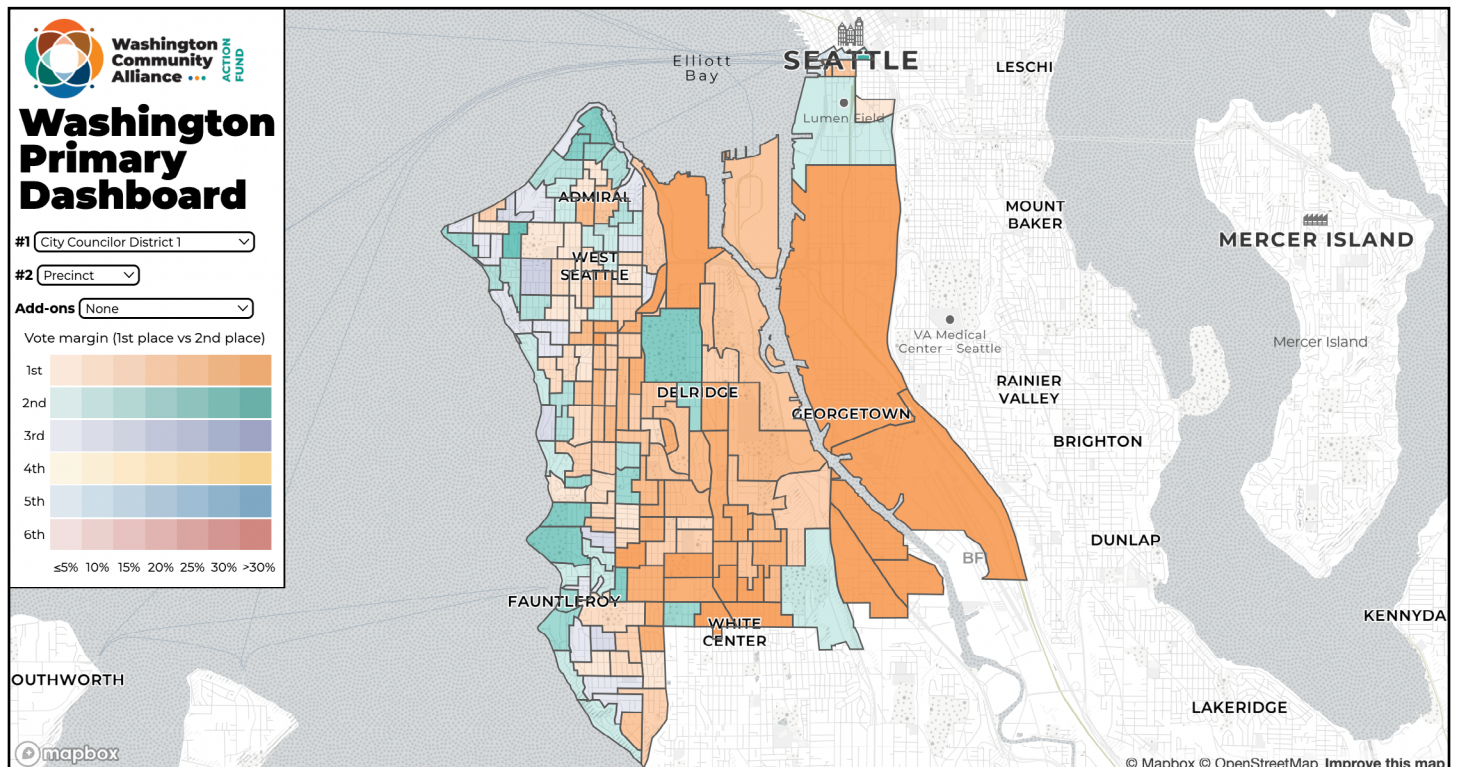 Washington
Community
Alliance
ACTION
FUND
Washington
Primary
Dashboard
#1 City Councilor District 1
#2 Precinct
Add-ons None
Vote margin (1st place vs 2nd place)
1st
2nd
3rd
4th
5th
6th
≤5% 10% 15% 20% 25% 30% >30%
Elliott
Bay
SEATTLE
LESCHI
Lumen Field
ADMIRAL
MOUNT
BAKER
MERCER ISLAND
WEST
SEATTLE
VA Medical
Center – Seattle
Mercer Island
RAINIER
VALLEY
DELRIDGE
GEORGETOWN
BRIGHTON
DUNLAP
BF
FAUNTLEROY
WHITE
CENTER
KENNYDA
OUTHWORTH
LAKERIDGE
mapbox
© Mapbox © OpenStreetMap Improve this map